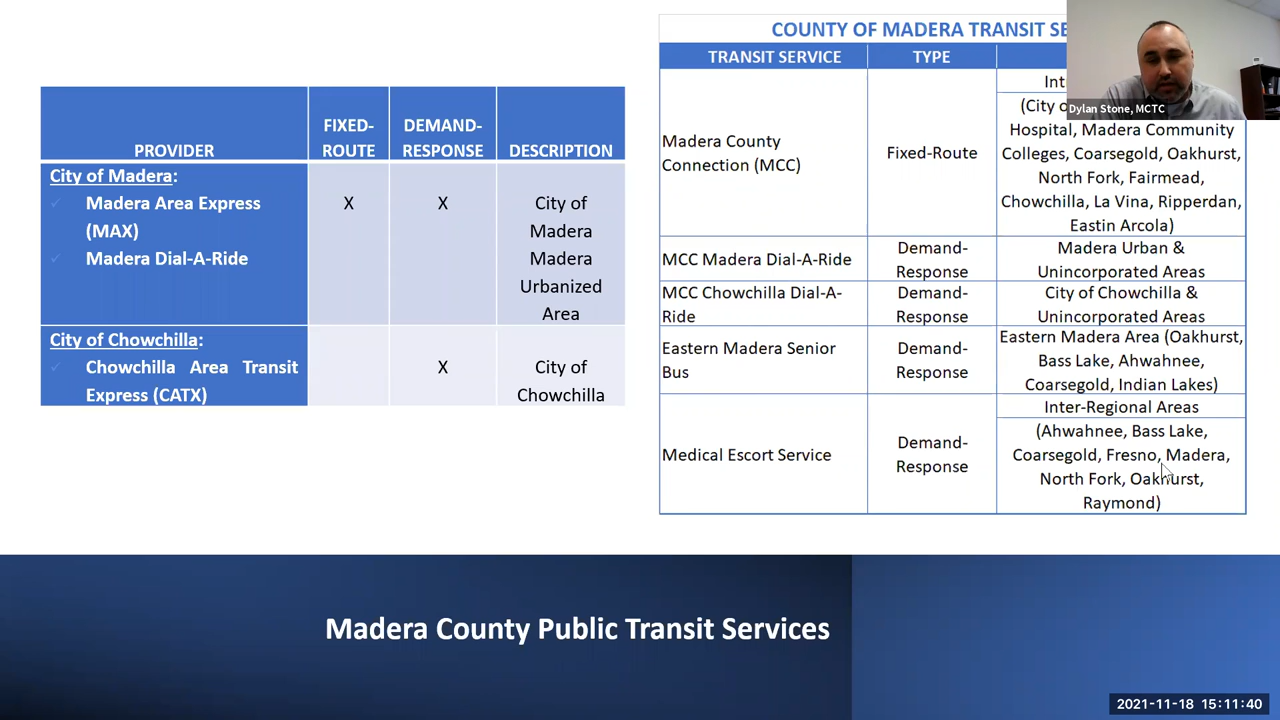 PROVIDER
FIXED-
ROUTE
DEMAND-
RESPONSE
DESCRIPTION
City of Madera:
✓ Madera Area Express
(MAX)
✓ Madera Dial-A-Ride
X
X
City of
Madera
Madera
Urbanized
Area
City of Chowchilla:
✓ Chowchilla Area Transit
Express (CATX)
X
City of
Chowchilla
COUNTY OF MADERA TRANSIT
TRANSIT SERVICE
TYPE
Madera County
Connection (MCC)
Fixed-Route
(City
Hospital, Madera Community
Colleges, Coarsegold, Oakhurst,
North Fork, Fairmead,
Chowchilla, La Vina, Ripperdan,
Eastin Arcola)
MCC Madera Dial-A-Ride
Demand-
Response
Madera Urban &
Unincorporated Areas
MCC Chowchilla Dial-A-
Ride
Demand-
Response
City of Chowchilla &
Unincorporated Areas
Eastern Madera Senior
Bus
Demand-
Response
Eastern Madera Area (Oakhurst,
Bass Lake, Ahwahnee,
Coarsegold, Indian Lakes)
Medical Escort Service
Demand-
Response
Inter-Regional Areas
(Ahwahnee, Bass Lake,
Coarsegold, Fresno, Madera,
North Fork, Oakhurst,
Raymond)
Dylan Stone, MCTC
Madera County Public Transit Services
2021-11-18 15:11:40